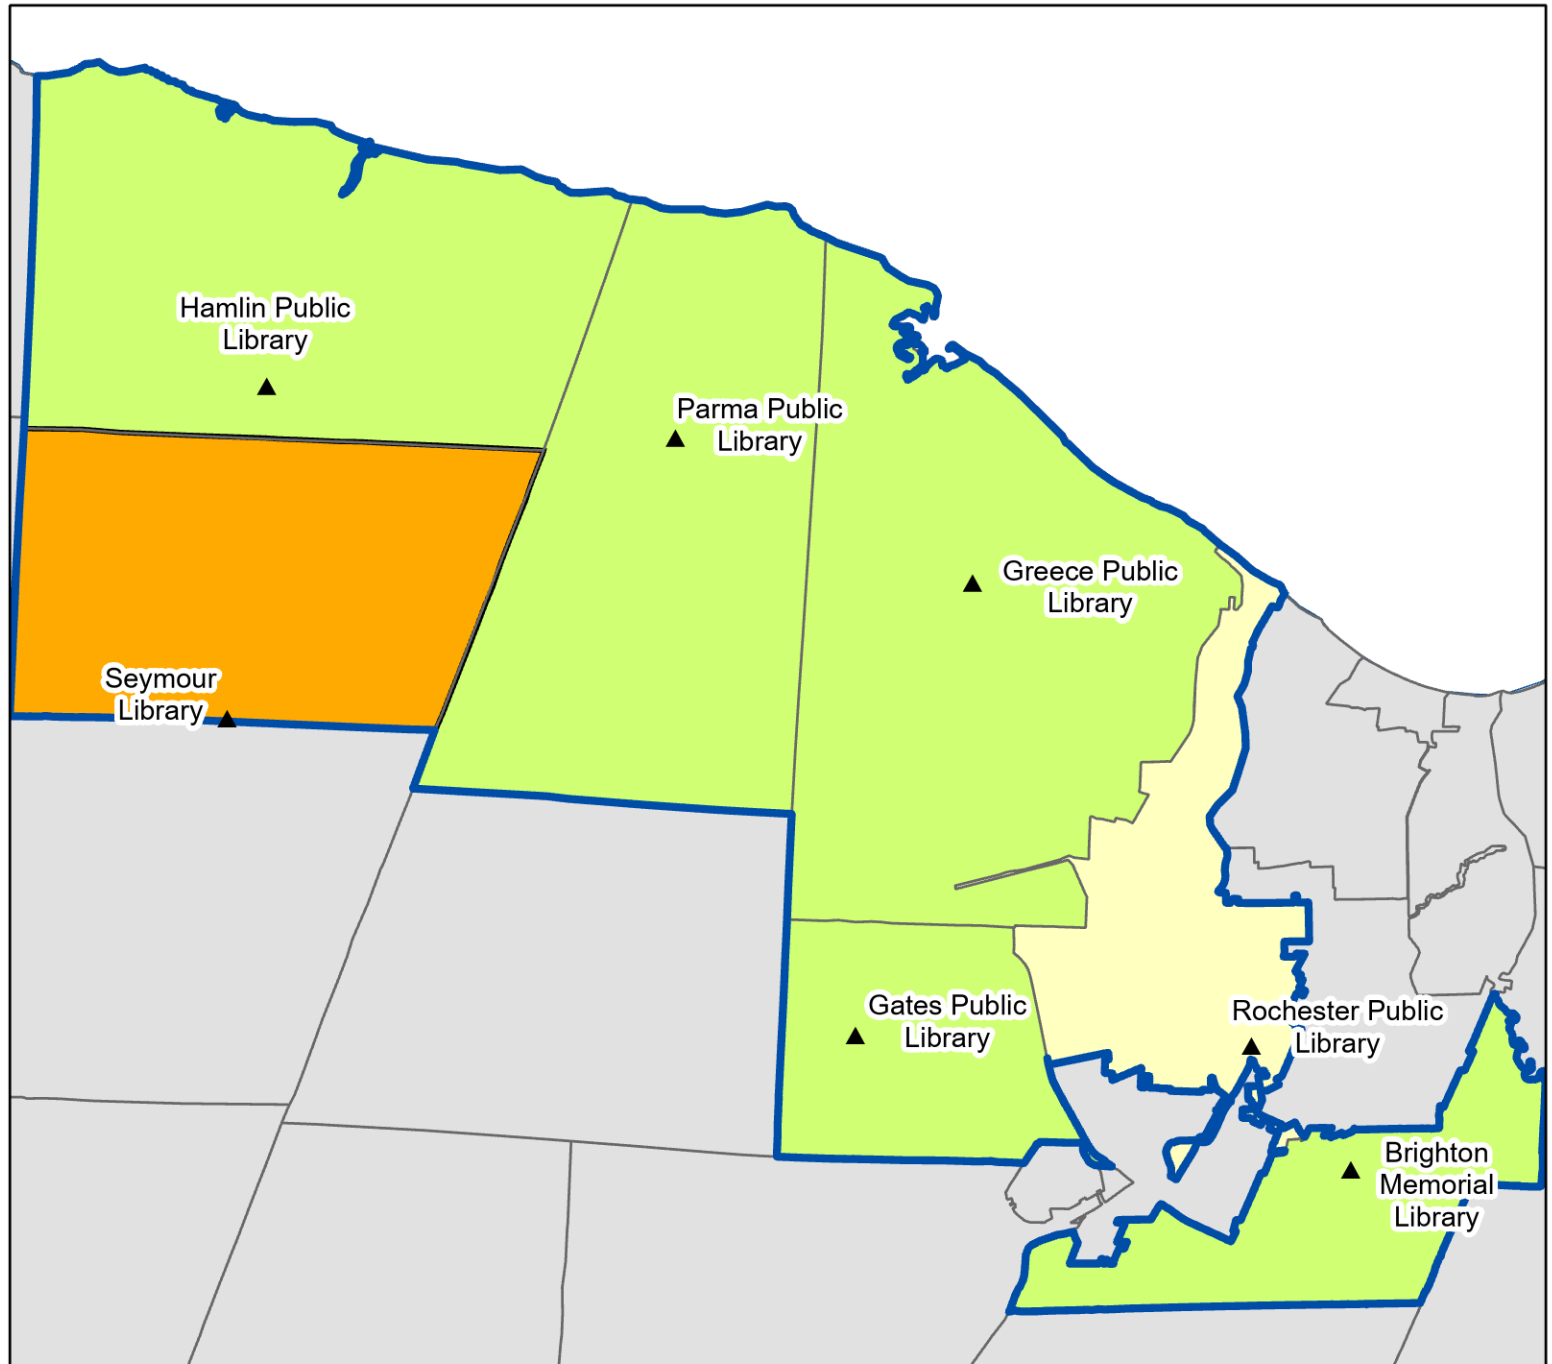 Hamlin Public
Library
Parma Public
Library
Greece Public
Library
Seymour
Library
Gates Public
Library
Rochester Public
Library
Brighton
Memorial
Library